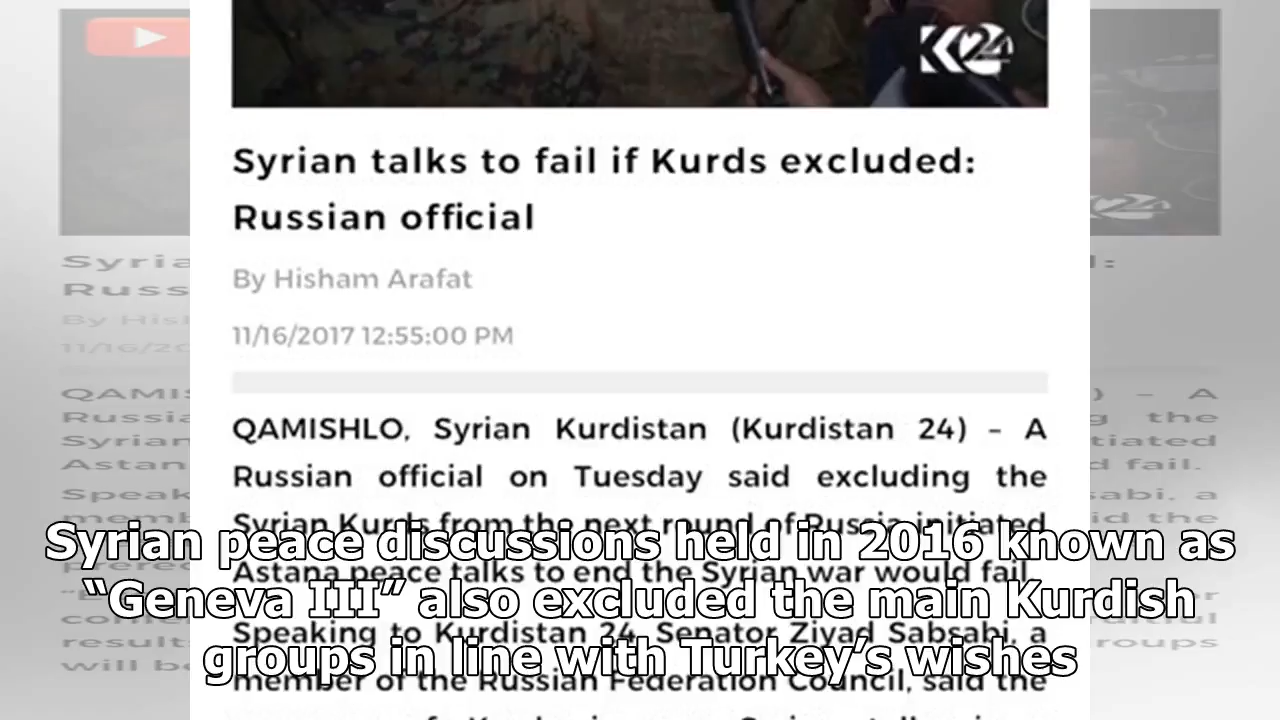 K24
Syrian talks to fail if Kurds excluded:
Russian official
By Hisham Arafat
11/16/2017 12:55:00 PM
QAMISHLO, Syrian Kurdistan (Kurdistan 24) – A
Russian official on Tuesday said excluding the
Syrian Kurds from the next round of Russia initiated
Astana peace talks to end the Syrian war would fail.
Speaking to Kurdistan 24, Senator Ziyad Sabsabi, a
member of the Russian Federation Council, said the
Syrian peace discussions held in 2016 known as
“Geneva III” also excluded the main Kurdish
groups in line with Turkey’s wishes